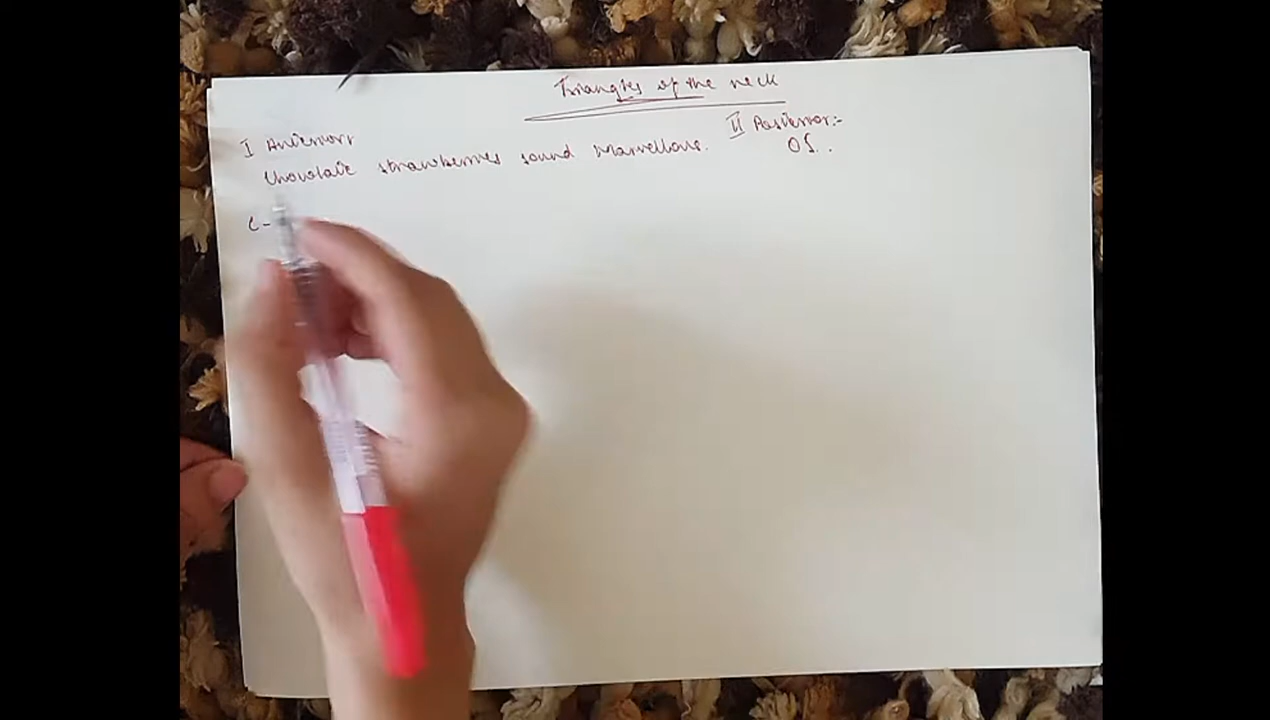 Triangles of the neck
I Anterior
Chocolate strawberries sound marvellous.
C-
II Posterior:-
OS..